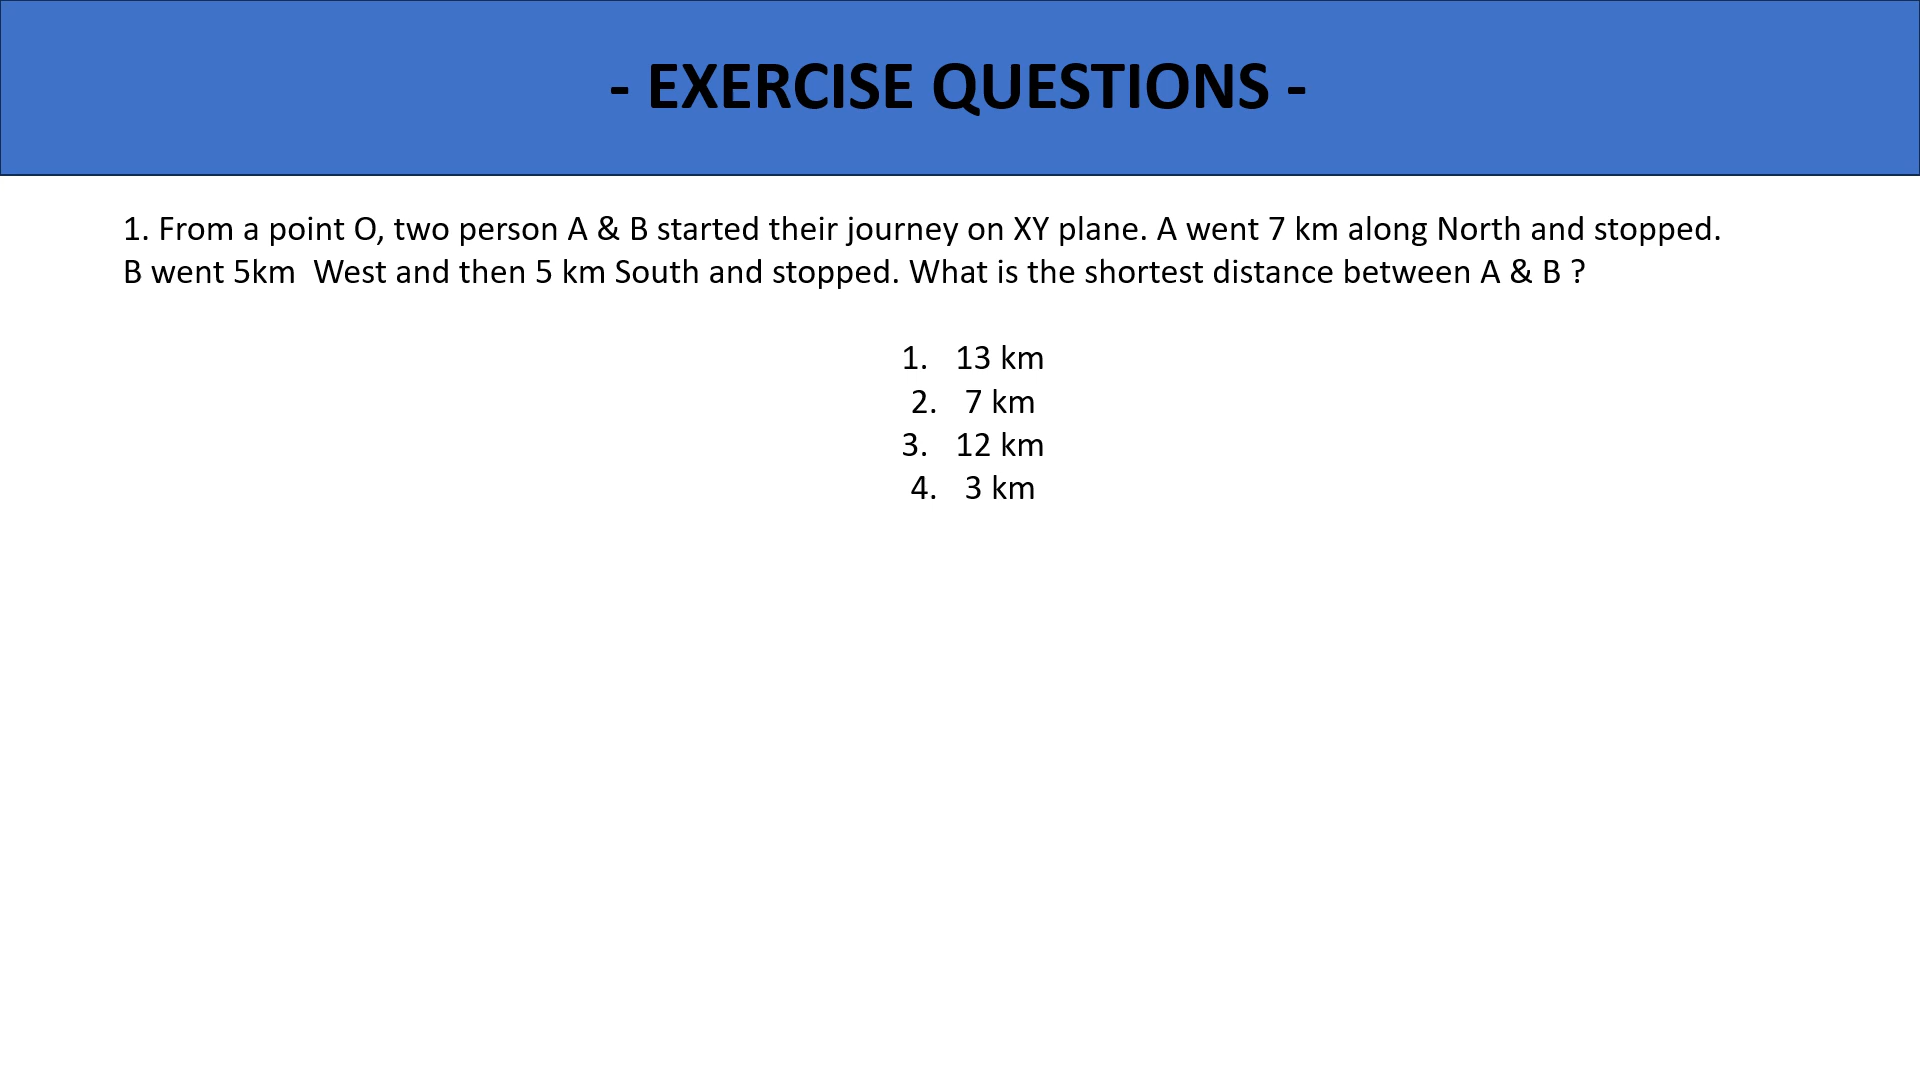 - EXERCISE QUESTIONS -
1. From a point O, two person A & B started their journey on XY plane. A went 7 km along North and stopped.
B went 5km  West and then 5 km South and stopped. What is the shortest distance between A & B ?
1. 13 km
2. 7 km
3. 12 km
4. 3 km